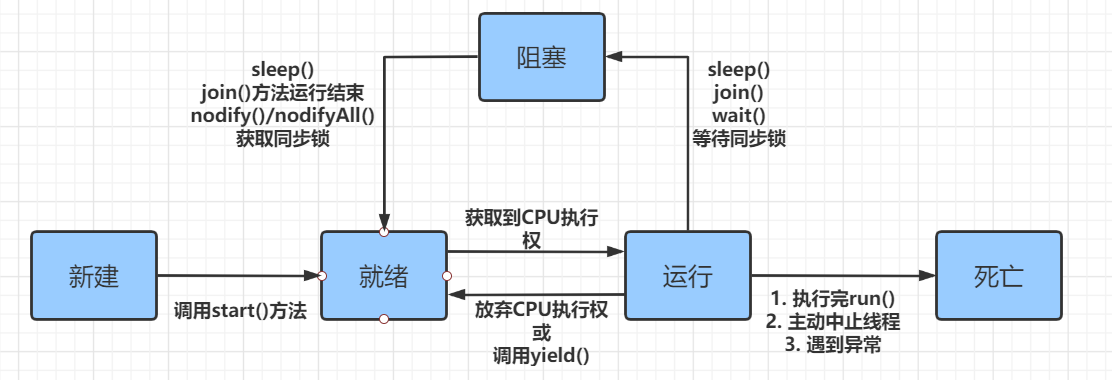 阻塞
sleep()
join()方法运行结束
nodify()/nodifyAll()
获取同步锁
sleep()
join()
wait()
等待同步锁
新建
调用start()方法
就绪
获取到CPU执行
权
放弃CPU执行权
或
调用yield()
运行
1. 执行完run()
2. 主动中止线程
3. 遇到异常
死亡